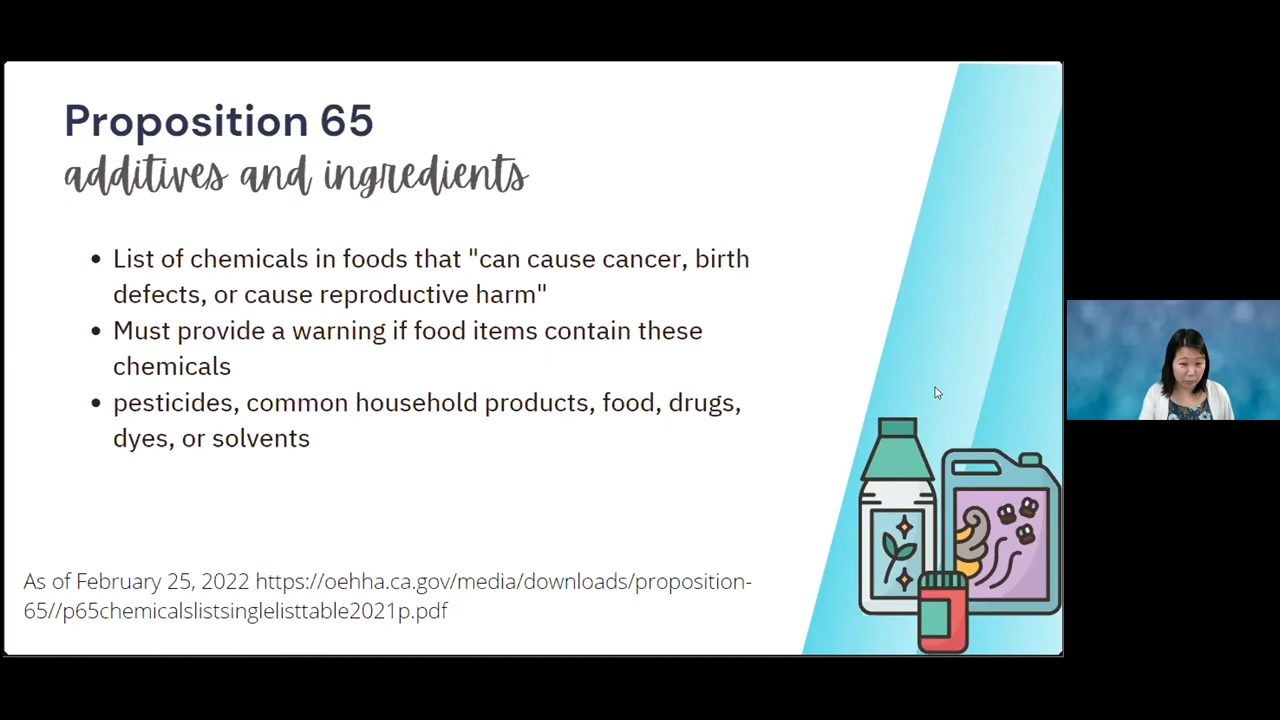 Proposition 65
additives and ingredients
• List of chemicals in foods that "can cause cancer, birth
defects, or cause reproductive harm"
• Must provide a warning if food items contain these
chemicals
• pesticides, common household products, food, drugs,
dyes, or solvents
As of February 25, 2022 https://oehha.ca.gov/media/downloads/proposition-
65//p65chemicalslistsinglelisttable2021p.pdf